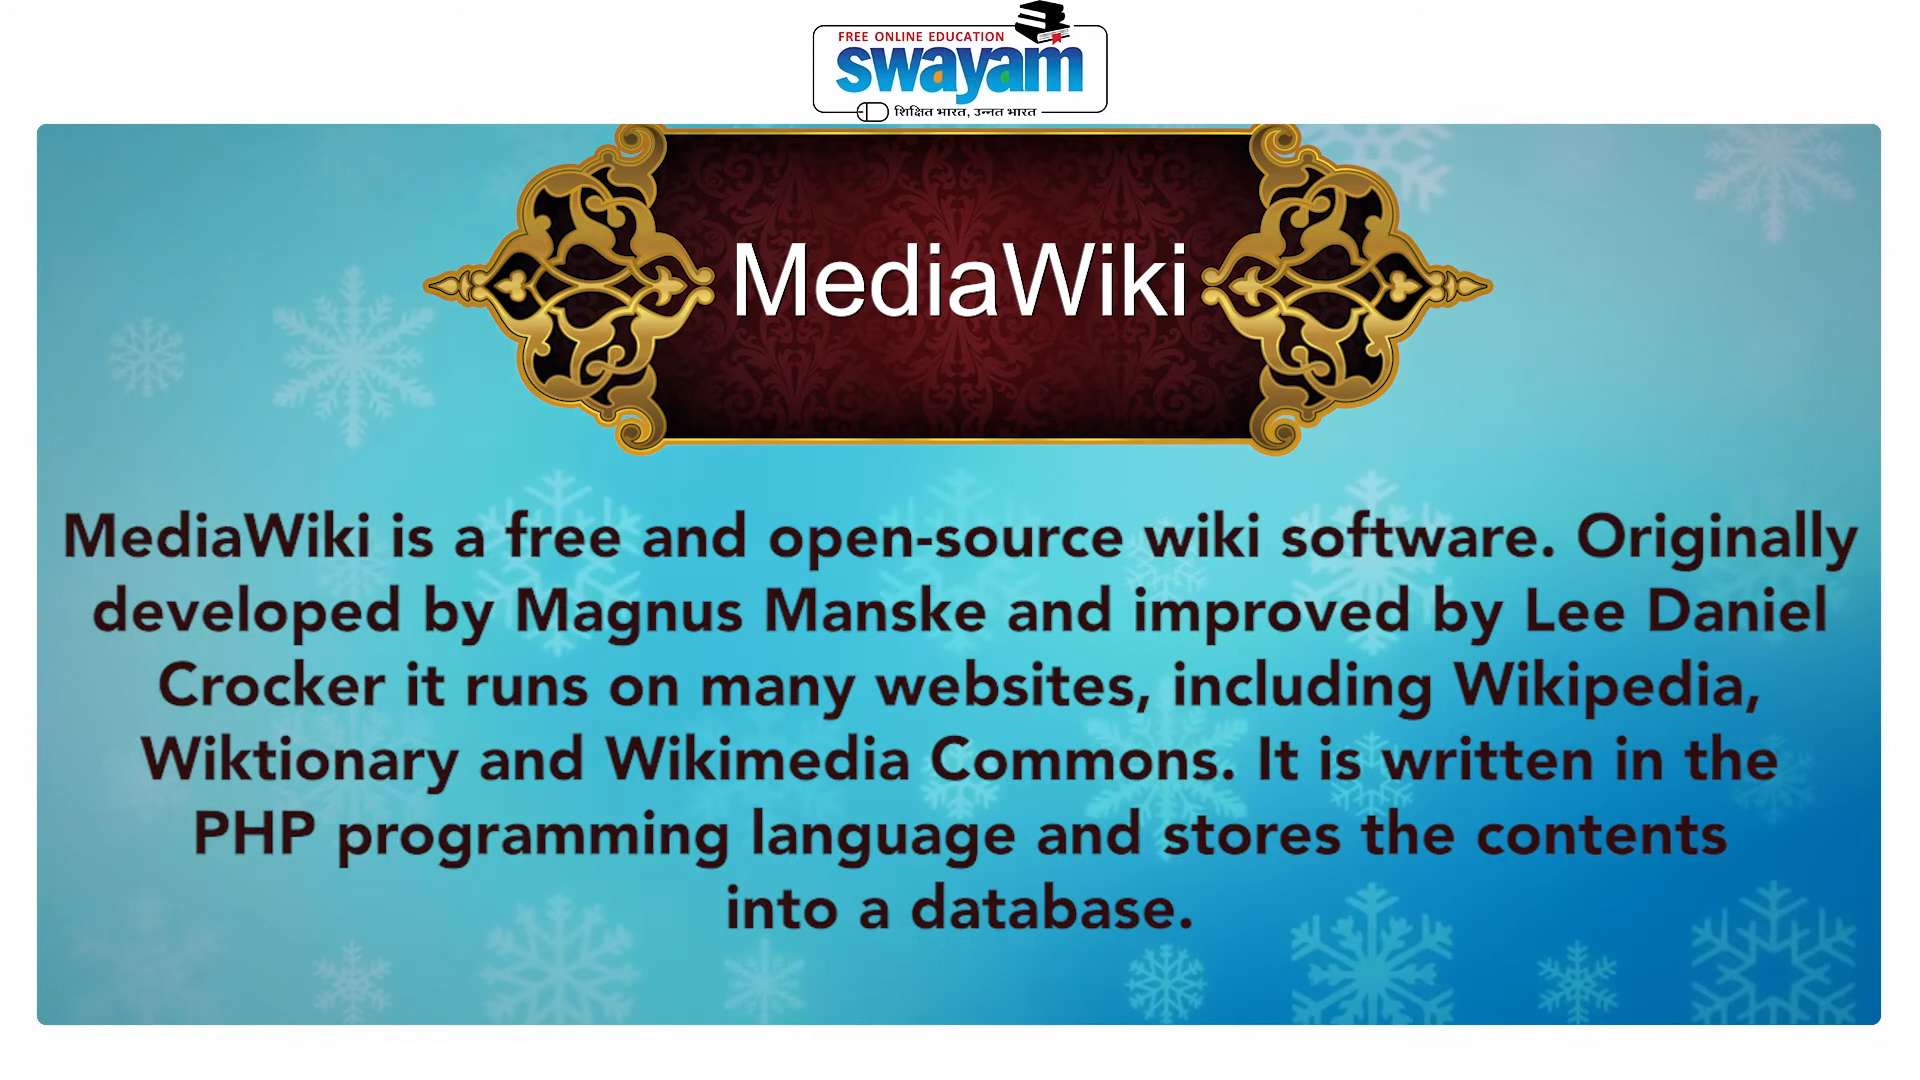 FREE ONLINE EDUCATION
swayam
शिक्षित भारत, उन्नत भारत
MediaWiki
MediaWiki is a free and open-source wiki software. Originally
developed by Magnus Manske and improved by Lee Daniel
Crocker it runs on many websites, including Wikipedia,
Wiktionary and Wikimedia Commons. It is written in the
PHP programming language and stores the contents
into a database.